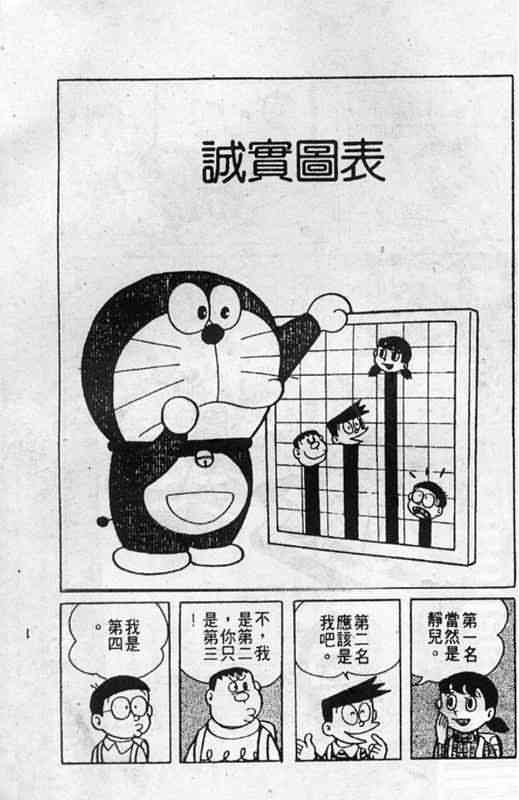 誠實圖表
第一名
當然是
靜兒。
第二名
應該是
我吧。
不，我
是第二
，你只
是第三
！
我是
第四
。